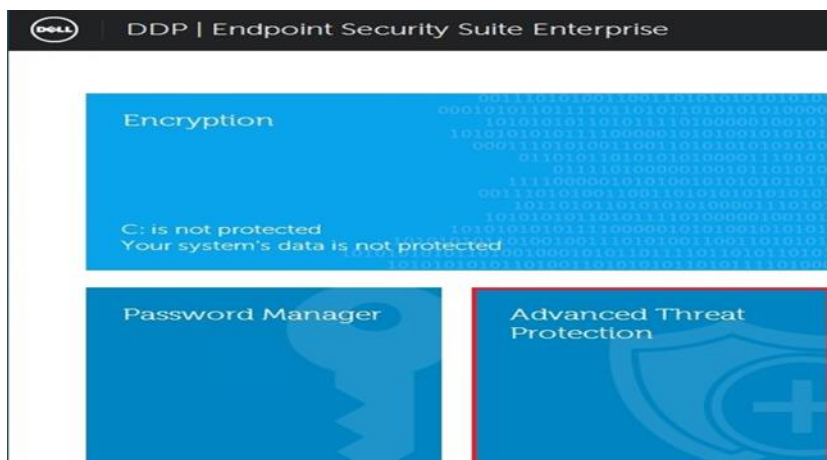 DELL
DDP | Endpoint Security Suite Enterprise
Encryption
C: is not protected
Your system's data is not protected
Password Manager
Advanced Threat
Protection